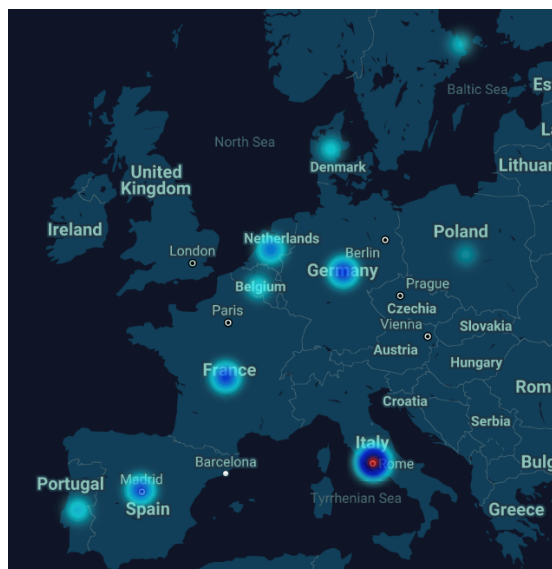 Baltic Sea
Es
La
North Sea
Denmark
Lithuan
United
Kingdom
Ireland
Netherlands
Poland
London
Berlin
Germany
Belgium
Prague
Czechia
Paris
Vienna
Slovakia
Austria
Hungary
France
Rom
Croatia
Serbia
Italy
Barcelona
Rome
Bulg
Portugal
Madrid
Tyrrhenian Sea
Spain
Greece